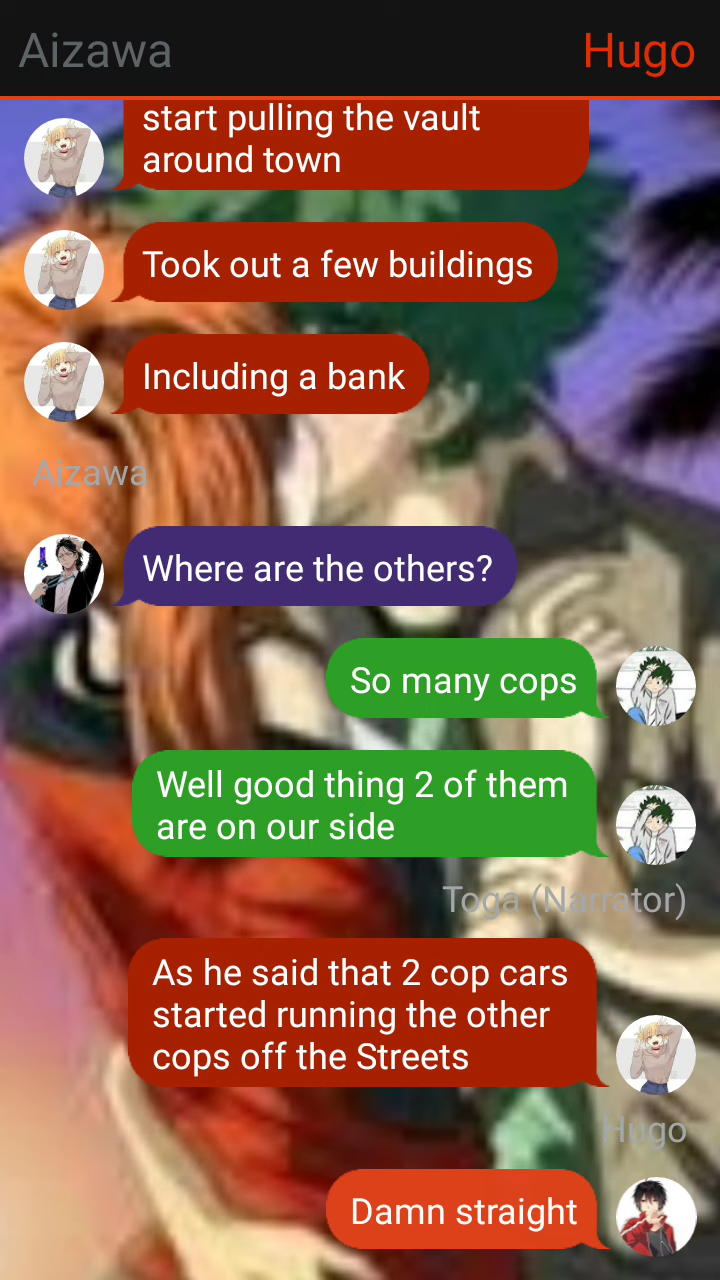 Aizawa
Hugo
start pulling the vault
around town
Took out a few buildings
Including a bank
Aizawa
Where are the others?
So many cops
Well good thing 2 of them
are on our side
Toga (Narrator)
As he said that 2 cop cars
started running the other
cops off the Streets
Hugo
Damn straight